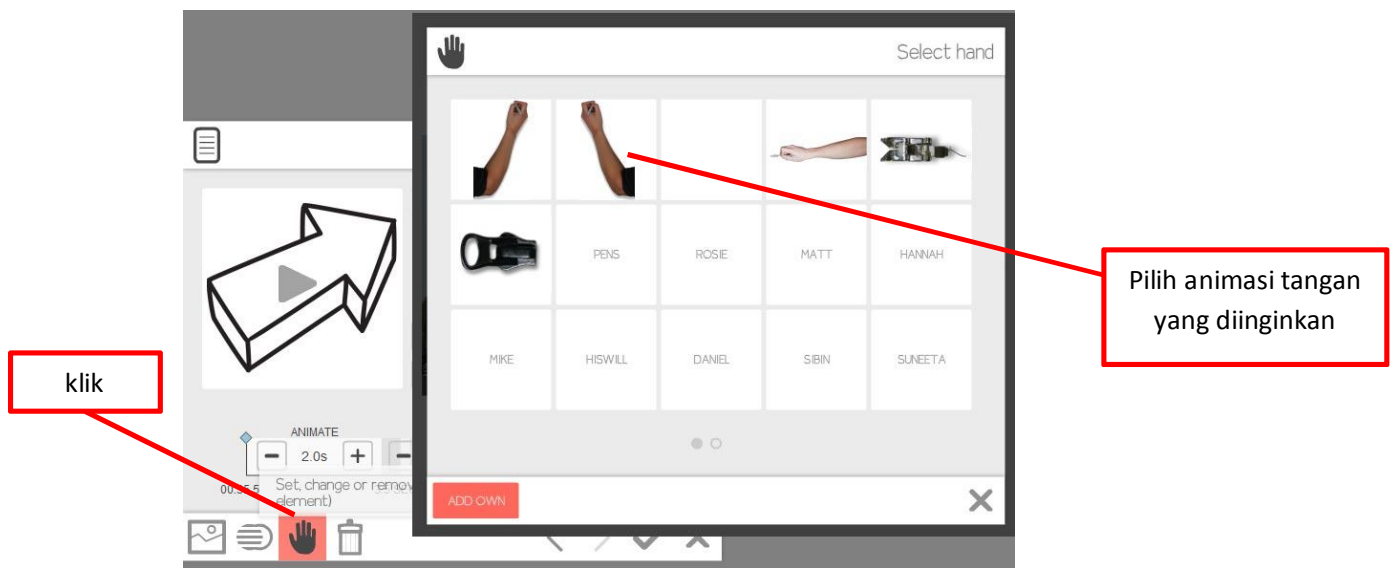 Select hand
PENS
ROSIE
MATT
HANNAH
MIKE
HISWILL
DANIEL
SIBIN
SUNEETA
ADD OWN
Pilih animasi tangan
yang diinginkan
klik
ANIMATE
2.0s
Set, change or remov
element)